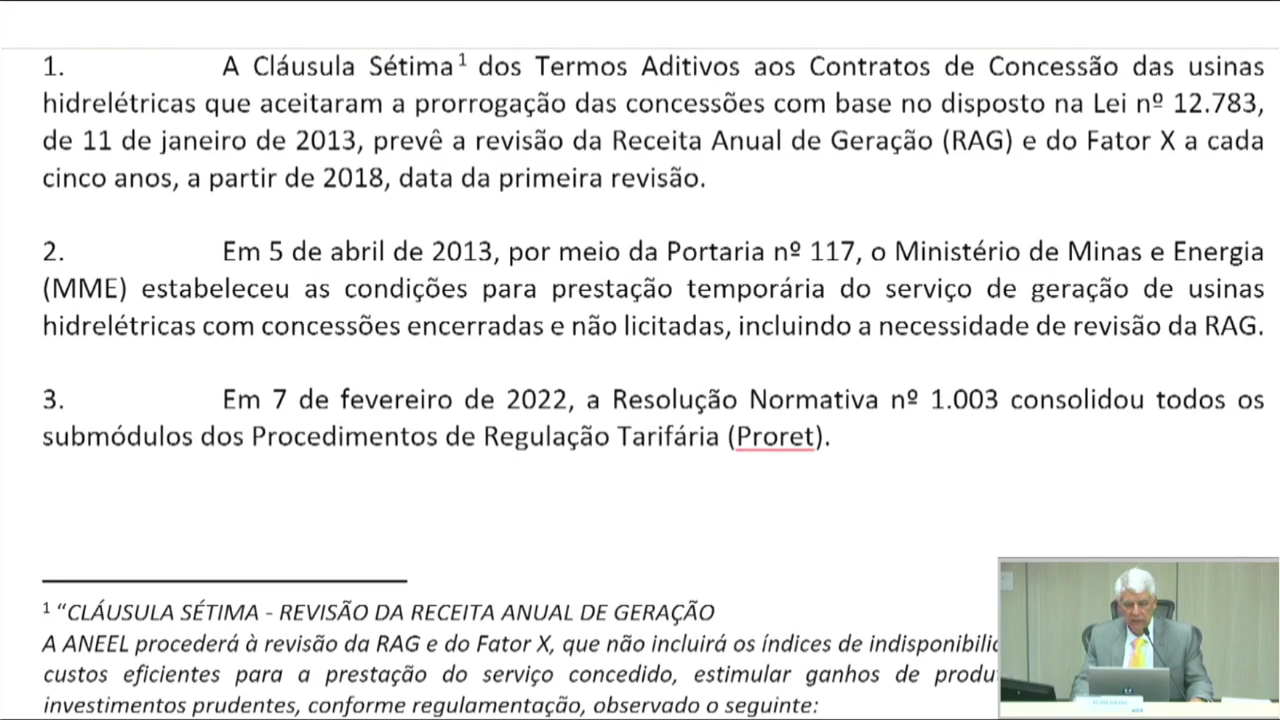 1. A Cláusula Sétima¹ dos Termos Aditivos aos Contratos de Concessão das usinas
hidrelétricas que aceitaram a prorrogação das concessões com base no disposto na Lei nº 12.783,
de 11 de janeiro de 2013, prevê a revisão da Receita Anual de Geração (RAG) e do Fator X a cada
cinco anos, a partir de 2018, data da primeira revisão.
2. Em 5 de abril de 2013, por meio da Portaria nº 117, o Ministério de Minas e Energia
(MME) estabeleceu as condições para prestação temporária do serviço de geração de usinas
hidrelétricas com concessões encerradas e não licitadas, incluindo a necessidade de revisão da RAG.
3. Em 7 de fevereiro de 2022, a Resolução Normativa nº 1.003 consolidou todos os
submódulos dos Procedimentos de Regulação Tarifária (Proret).
¹ “CLÁUSULA SÉTIMA - REVISÃO DA RECEITA ANUAL DE GERAÇÃO
A ANEEL procederá à revisão da RAG e do Fator X, que não incluirá os índices de indisponibili
custos eficientes para a prestação do serviço concedido, estimular ganhos de produ
investimentos prudentes, conforme regulamentação, observado o seguinte: